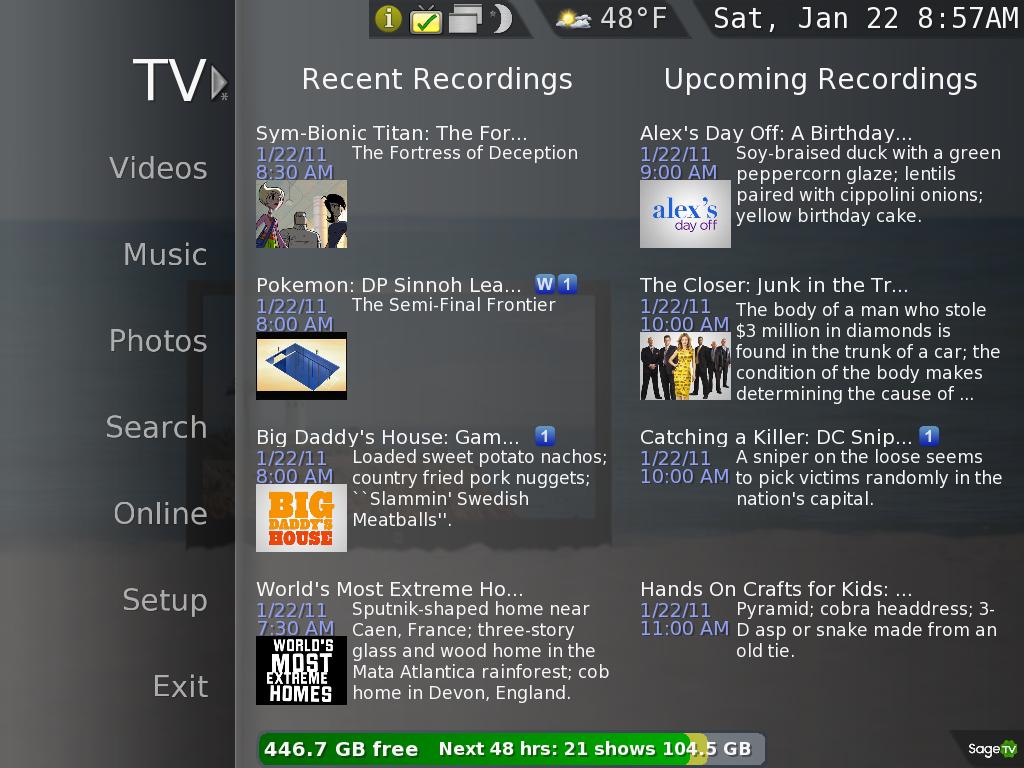 48°F
Sat, Jan 22 8:57AM
TV
Videos
Music
Photos
Search
Online
Setup
Exit
Recent Recordings
Sym-Bionic Titan: The For...
1/22/11
8:30 AM
The Fortress of Deception
Pokemon: DP Sinnoh Lea... W 1
1/22/11
8:00 AM
The Semi-Final Frontier
Big Daddy's House: Gam... 1
1/22/11
8:00 AM
BIG
DADDY'S
HOUSE
Loaded sweet potato nachos;
country fried pork nuggets;
``Slammin' Swedish
Meatballs''.
World's Most Extreme Ho...
1/22/11
7:30 AM
WORLD'S
MOST
EXTREME
HOMES
Sputnik-shaped home near
Caen, France; three-story
glass and wood home in the
Mata Atlantica rainforest; cob
home in Devon, England.
Upcoming Recordings
Alex's Day Off: A Birthday...
1/22/11
9:00 AM
alex's
day off
Soy-braised duck with a green
peppercorn glaze; lentils
paired with cippolini onions;
yellow birthday cake.
The Closer: Junk in the Tr...
1/22/11
10:00 AM
The body of a man who stole
$3 million in diamonds is
found in the trunk of a car; the
condition of the body makes
determining the cause of ...
Catching a Killer: DC Snip... 1
1/22/11
10:00 AM
A sniper on the loose seems
to pick victims randomly in the
nation's capital.
Hands On Crafts for Kids: ...
1/22/11
11:00 AM
Pyramid; cobra headdress; 3-
D asp or snake made from an
old tie.
446.7 GB free Next 48 hrs: 21 shows 104.5 GB
SageTV